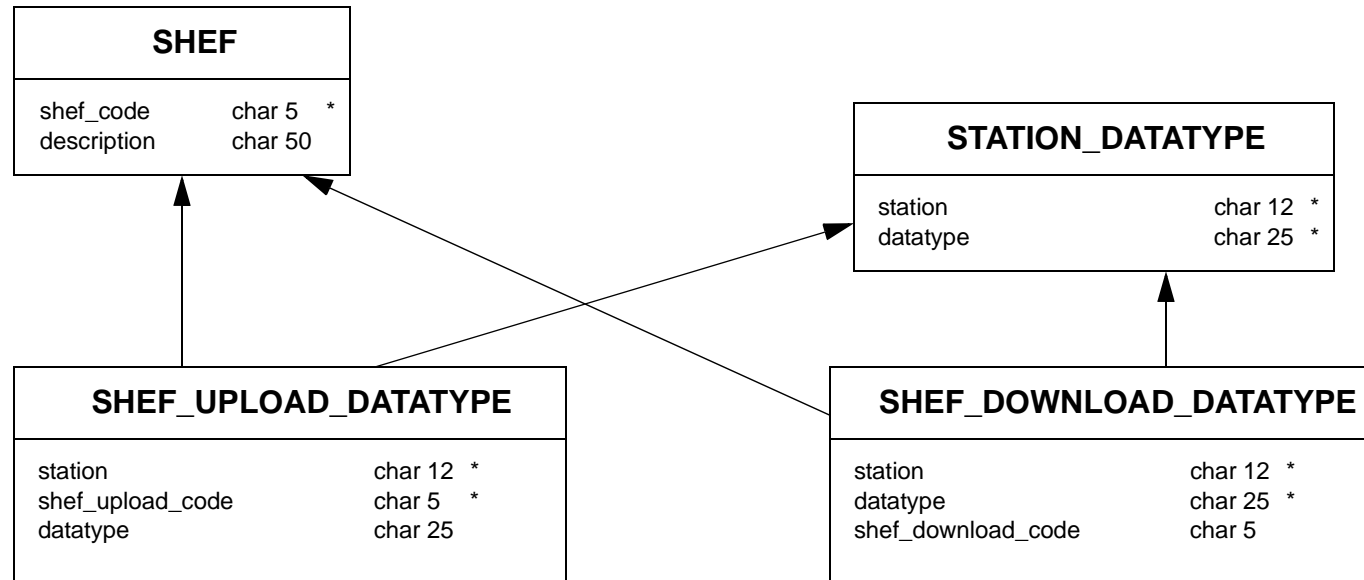 SHEF
shef_code char 5 *
description char 50
STATION_DATATYPE
station char 12 *
datatype char 25 *
SHEF_UPLOAD_DATATYPE
station char 12 *
shef_upload_code char 5 *
datatype char 25
SHEF_DOWNLOAD_DATATYPE
station char 12 *
datatype char 25 *
shef_download_code char 5